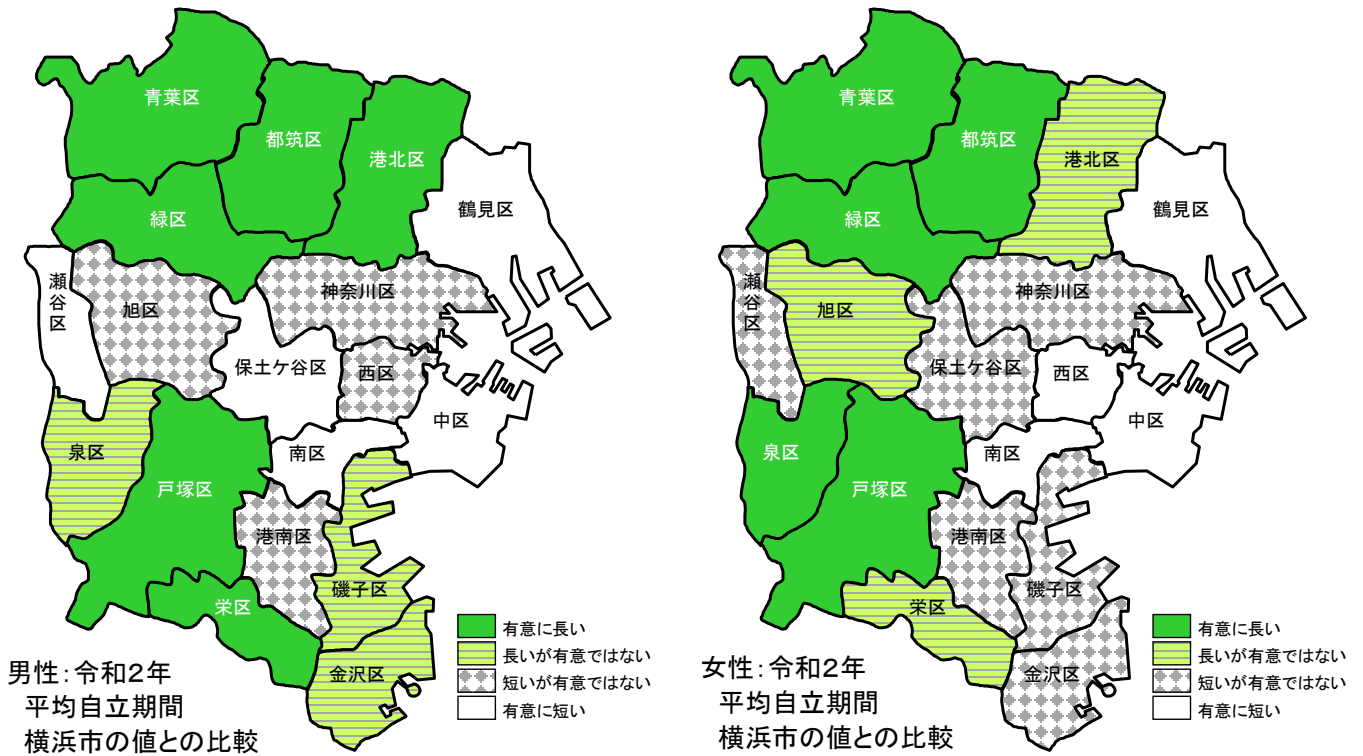 青葉区
都筑区
港北区
鶴見区
緑区
瀬谷区
旭区
神奈川区
保土ケ谷区
西区
中区
泉区
南区
戸塚区
港南区
磯子区
栄区
金沢区
有意に長い
長いが有意ではない
短いが有意ではない
有意に短い
男性:令和2年
平均自立期間
横浜市の値との比較
青葉区
都筑区
港北区
鶴見区
緑区
瀬谷区
旭区
神奈川区
保土ケ谷区
西区
中区
泉区
南区
戸塚区
港南区
磯子区
栄区
金沢区
有意に長い
長いが有意ではない
短いが有意ではない
有意に短い
女性:令和2年
平均自立期間
横浜市の値との比較